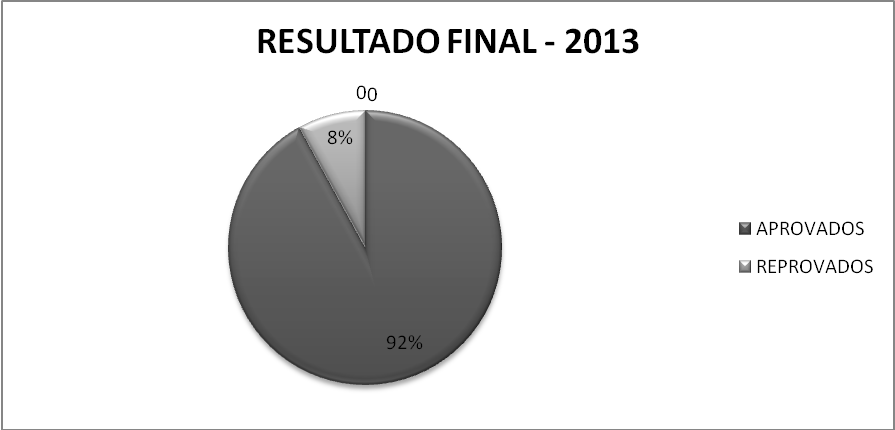 RESULTADO FINAL - 2013
00
8%
92%
APROVADOS
REPROVADOS